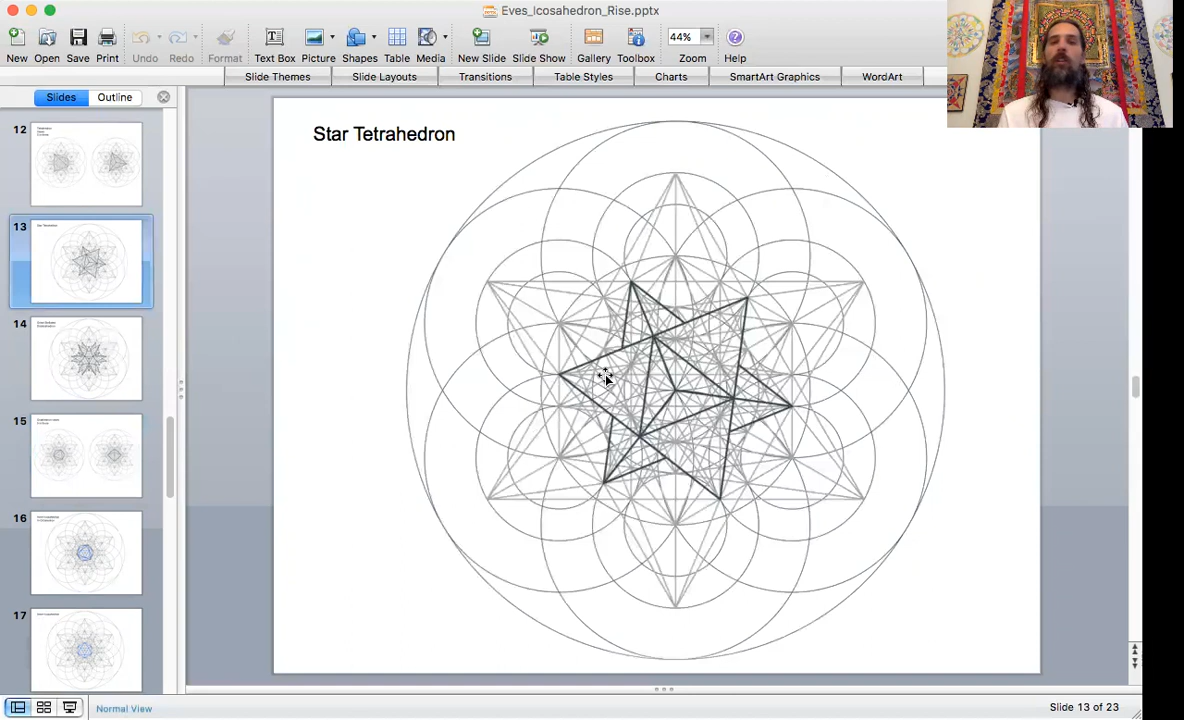 Eves_Icosahedron_Rise.pptx
New Open Save Print Undo Redo Format Text Box Picture Shapes Table Media New Slide Slide Show Gallery Toolbox 44% Zoom Help
Slide Themes Slide Layouts Transitions Table Styles Charts SmartArt Graphics WordArt
Slides Outline
12
13
14
15
16
17
Star Tetrahedron
Normal View
Slide 13 of 23